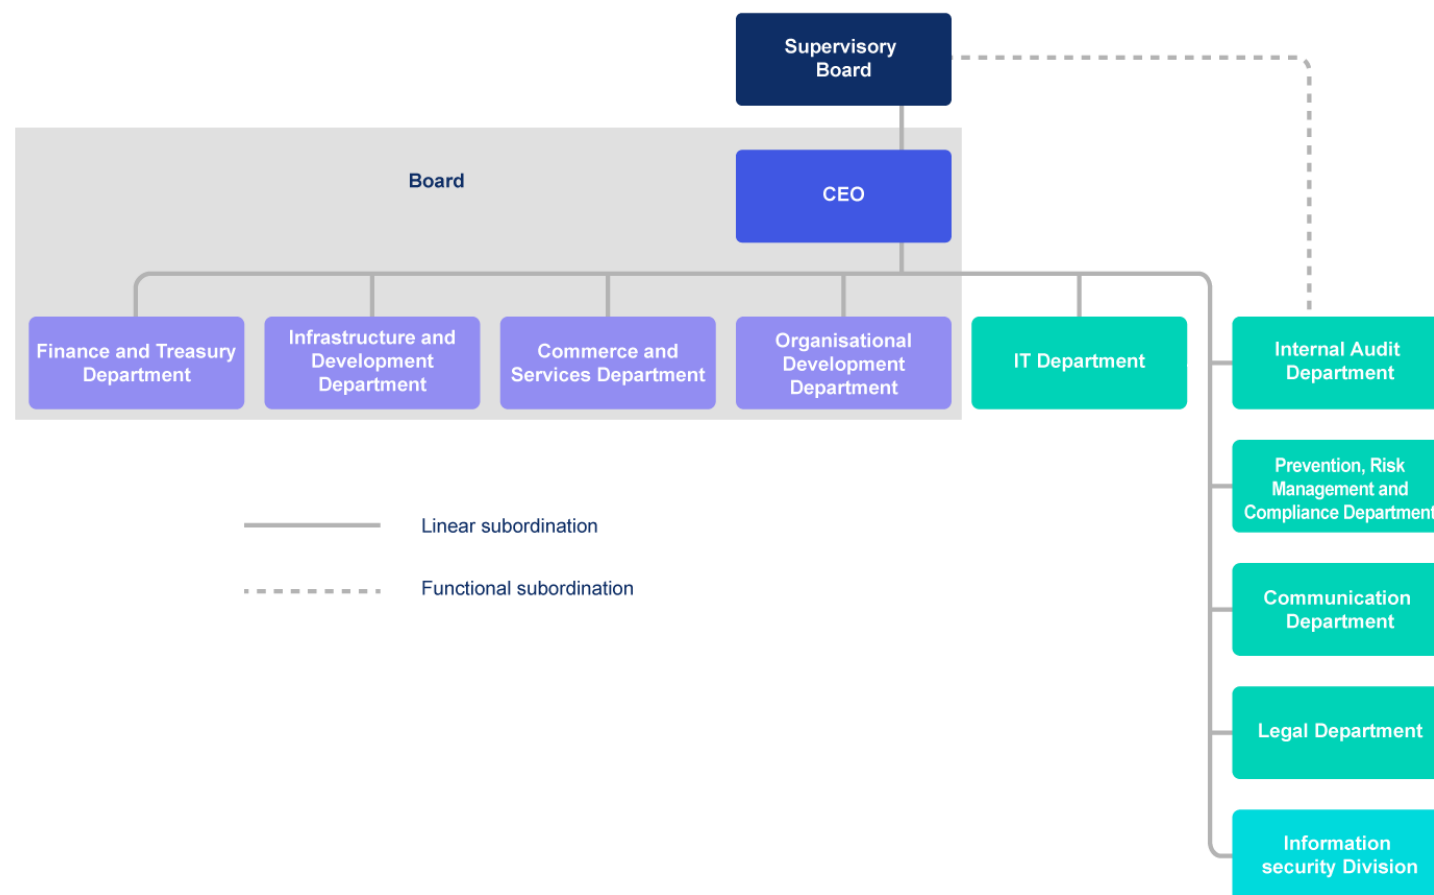 Supervisory
Board
Board
CEO
Finance and Treasury
Department
Infrastructure and
Development
Department
Commerce and
Services Department
Organisational
Development
Department
IT Department
Internal Audit
Department
Prevention, Risk
Management and
Compliance Department
Linear subordination
Functional subordination
Communication
Department
Legal Department
Information
security Division